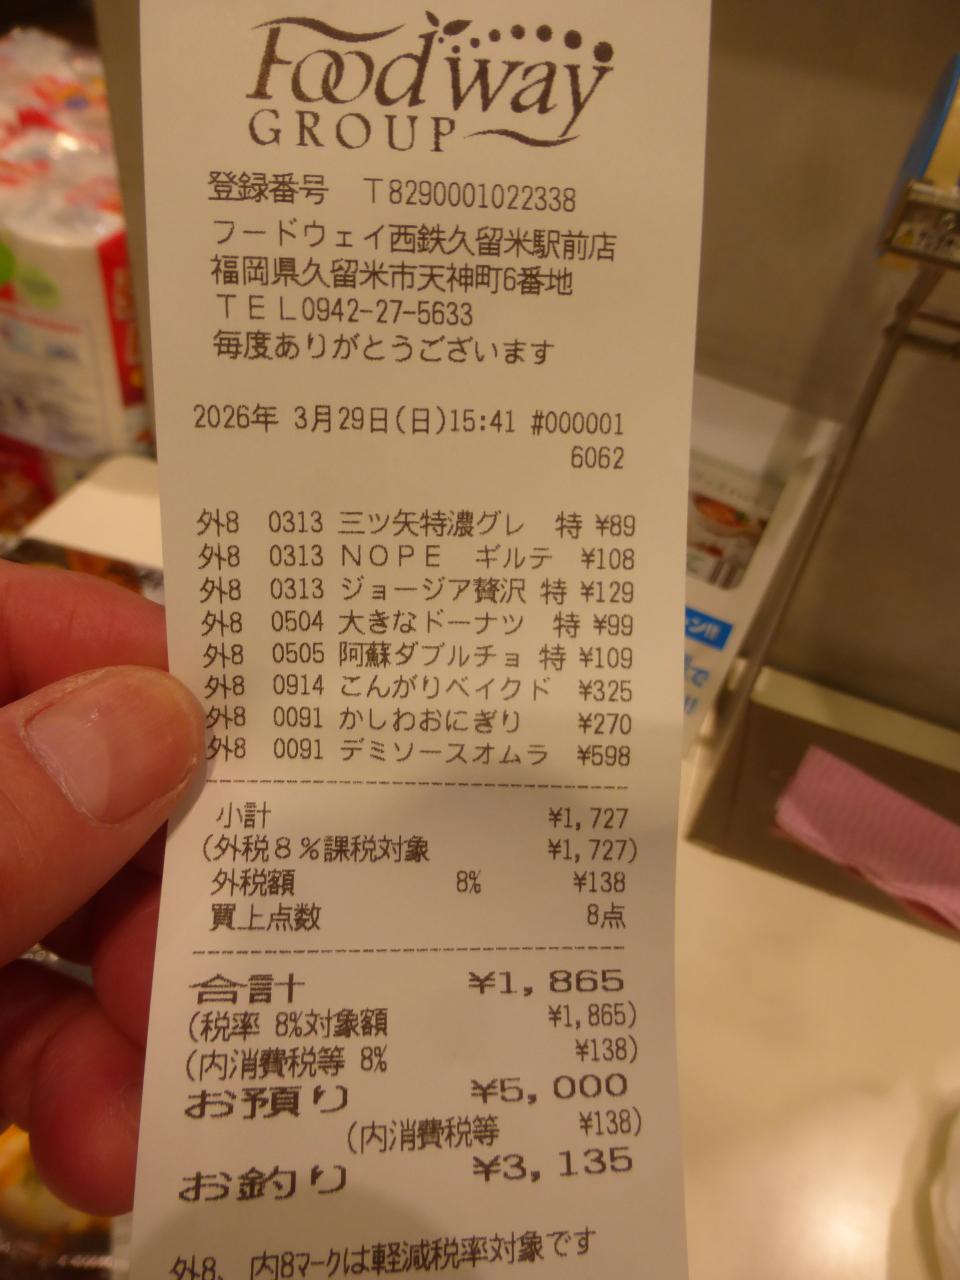 Foodway
GROUP
登録番号 T8290001022338
フードウェイ西鉄久留米駅前店
福岡県久留米市天神町6番地
ＴＥＬ0942-27-5633
毎度ありがとうございます
2026年 3月29日(日)15:41 #000001
6062
外8 0313 三ツ矢特濃グレ 特 ¥89
外8 0313 ＮＯＰＥ ギルテ ¥108
外8 0313 ジョージア贅沢 特 ¥129
外8 0504 大きなドーナツ 特 ¥99
外8 0505 阿蘇ダブルチョ 特 ¥109
外8 0914 こんがりベイクド ¥325
外8 0091 かしわおにぎり ¥270
外8 0091 デミソースオムラ ¥598
小計 ¥1,727
(外税８％課税対象 ¥1,727)
外税額 8% ¥138
買上点数 8点
合計 ¥1,865
(税率 8%対象額 ¥1,865)
(内消費税等 8% ¥138)
お預り ¥5,000
(内消費税等 ¥138)
お釣り ¥3,135
外8、内8マークは軽減税率対象です